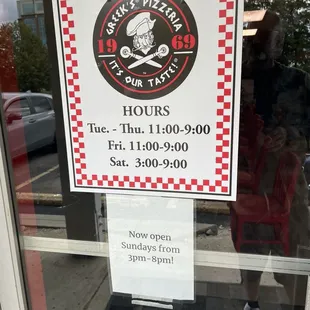 GREEK'S PIZZERIA
19 69
IT'S OUR TASTE!®
HOURS
Tue. - Thu. 11:00-9:00
Fri. 11:00-9:00
Sat. 3:00-9:00
Now open
Sundays from
3pm-8pm!